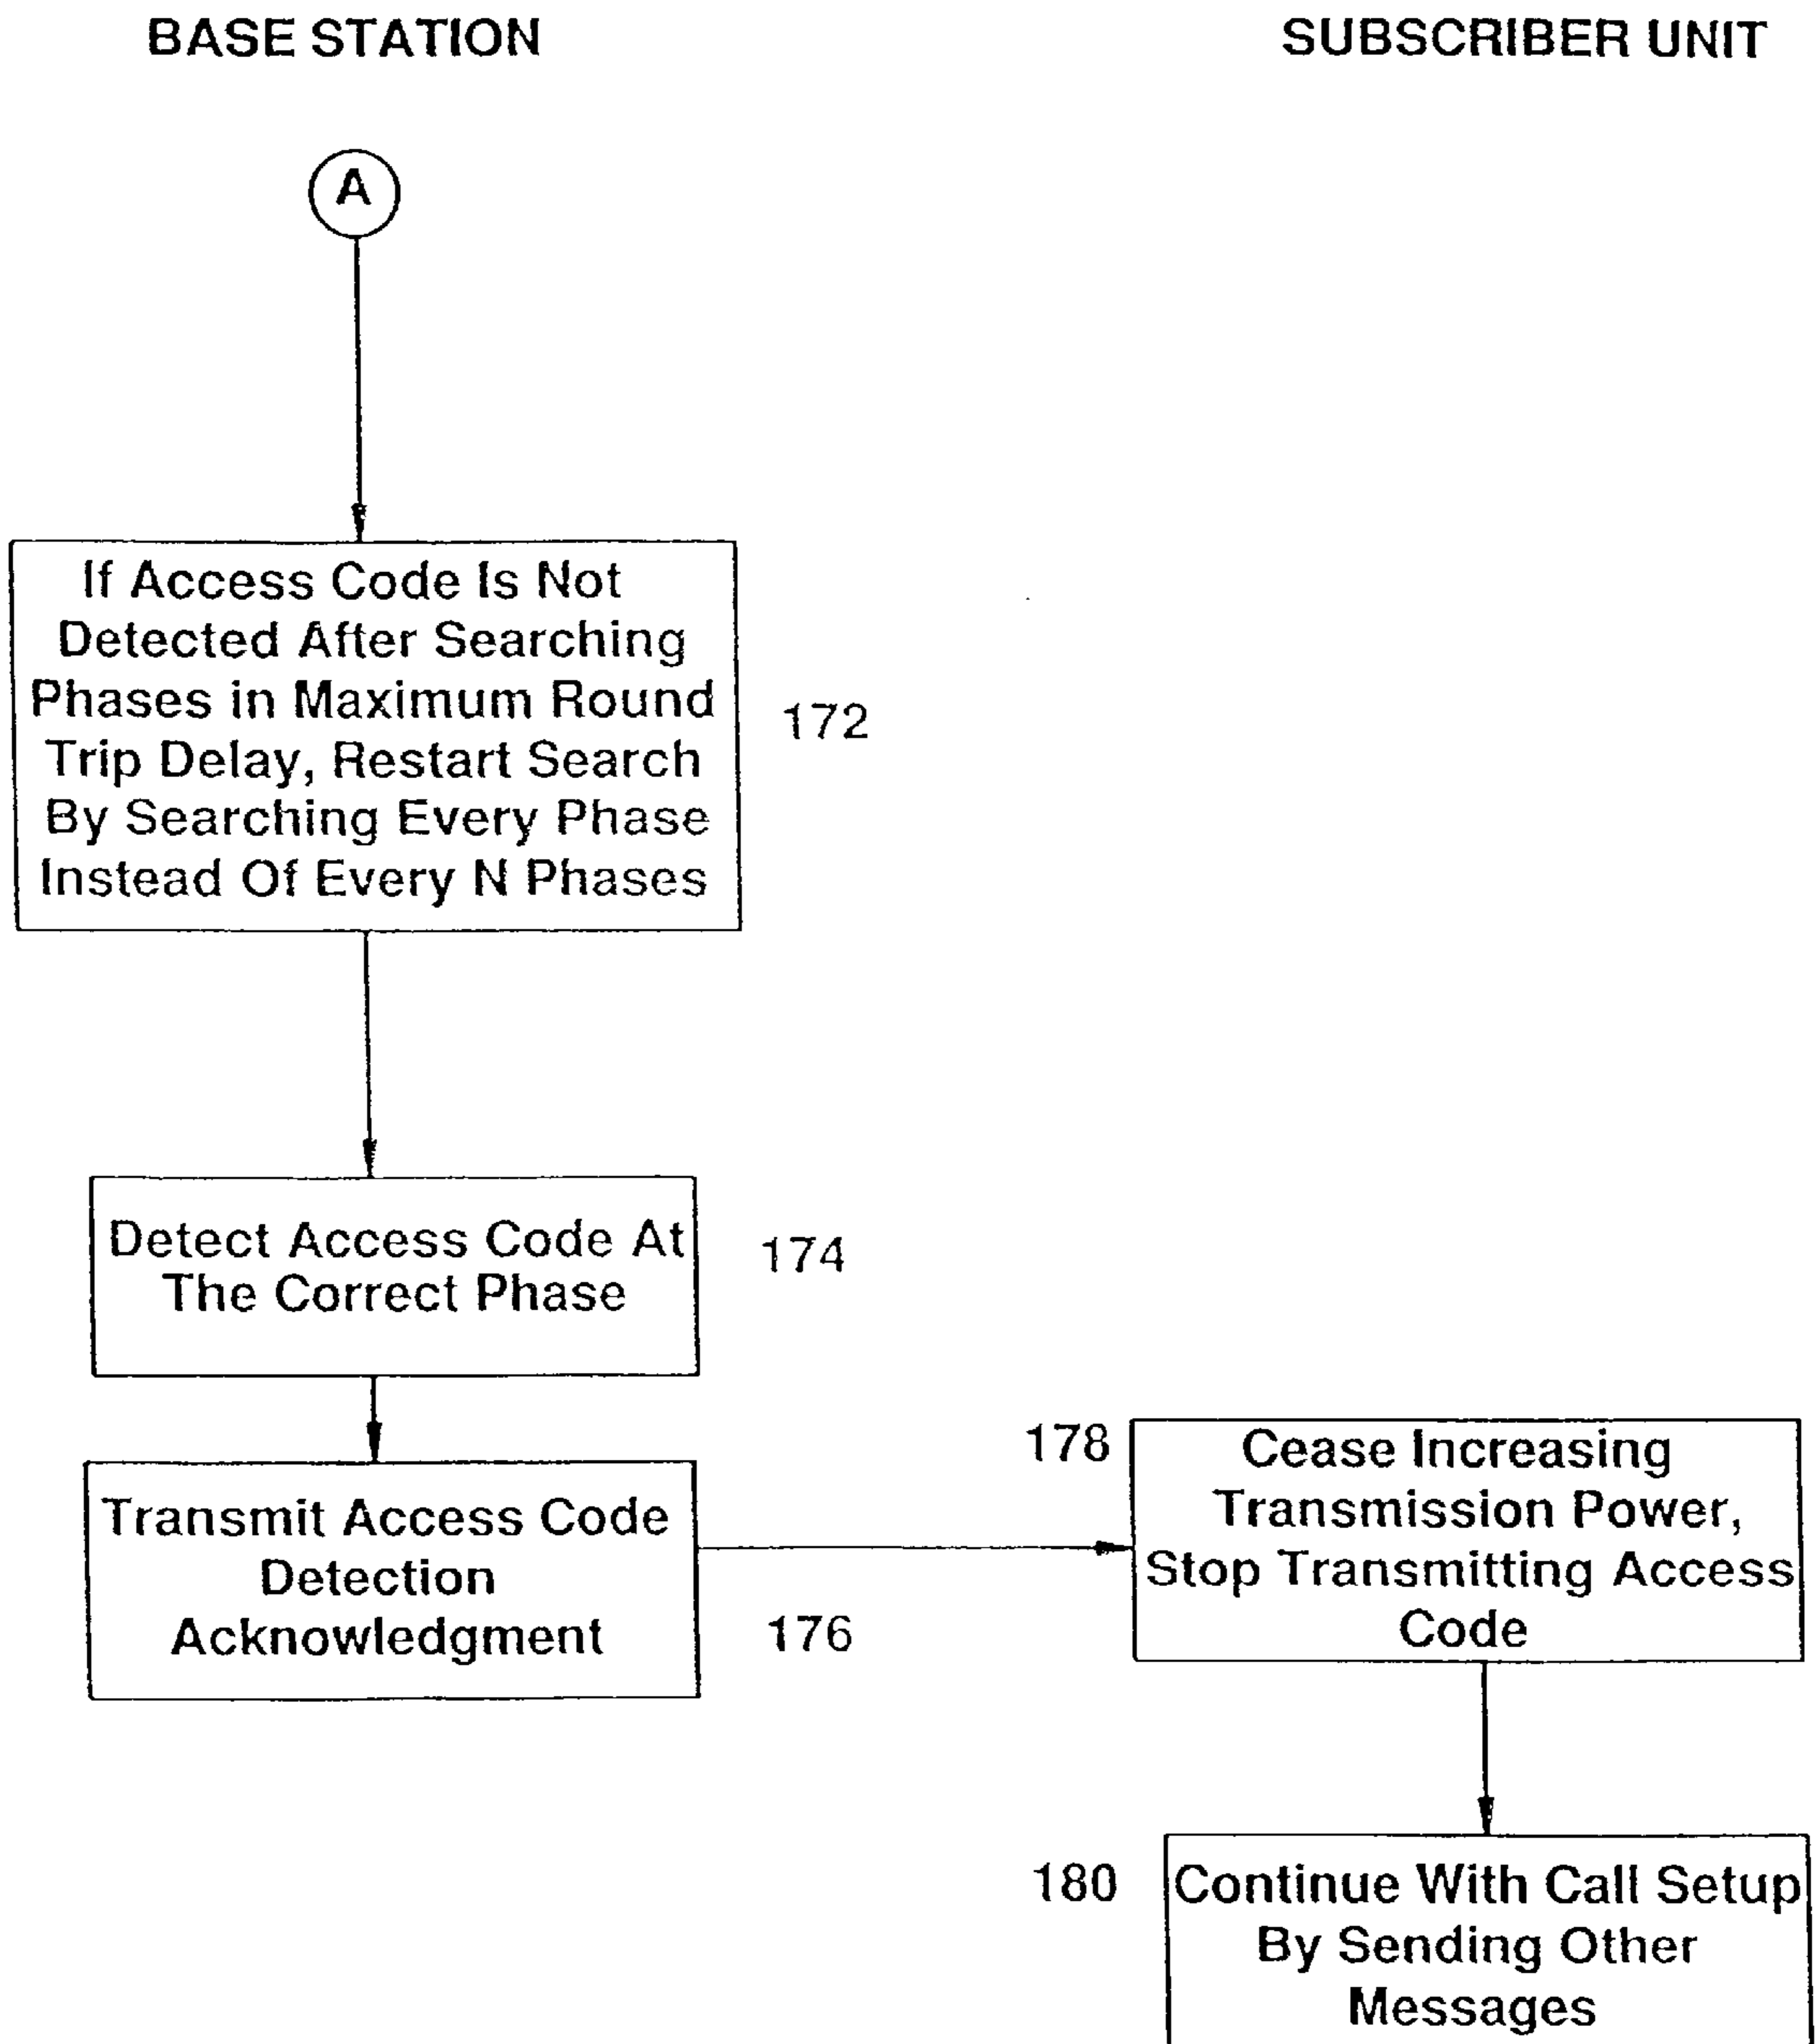 BASE STATION
SUBSCRIBER UNIT
A
If Access Code Is Not
Detected After Searching
Phases in Maximum Round
Trip Delay, Restart Search
By Searching Every Phase
Instead Of Every N Phases
172
Detect Access Code At
The Correct Phase
174
Transmit Access Code
Detection
Acknowledgment
176
178
Cease Increasing
Transmission Power,
Stop Transmitting Access
Code
180
Continue With Call Setup
By Sending Other
Messages